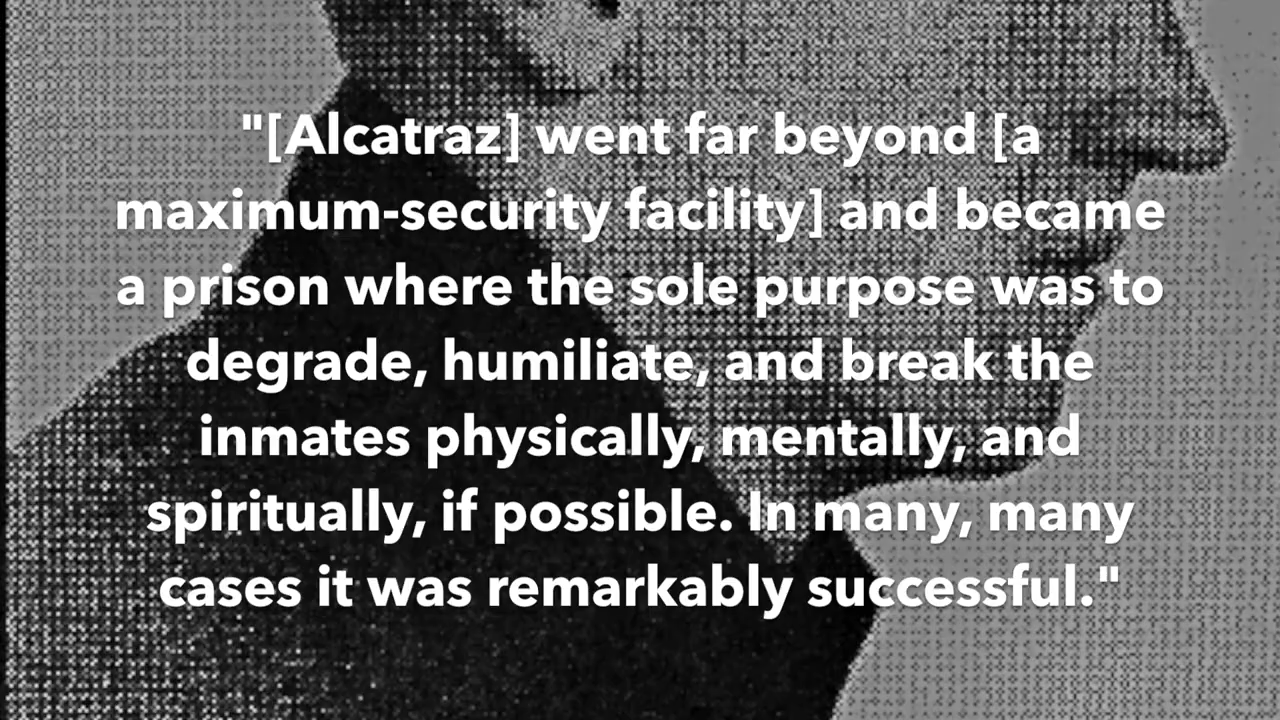 "[Alcatraz] went far beyond [a
maximum-security facility] and became
a prison where the sole purpose was to
degrade, humiliate, and break the
inmates physically, mentally, and
spiritually, if possible. In many, many
cases it was remarkably successful."